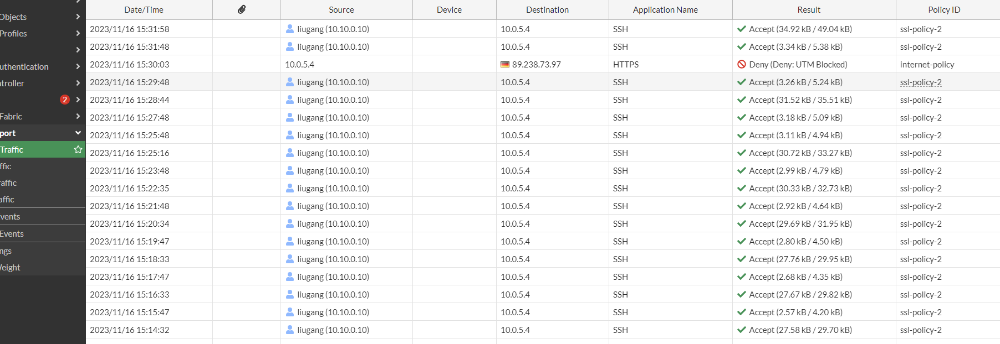 Date/Time Source Device Destination Application Name Result Policy ID
2023/11/16 15:31:58 liugang (10.10.0.10) 10.0.5.4 SSH Accept (34.92 kB / 49.04 kB) ssl-policy-2
2023/11/16 15:31:48 liugang (10.10.0.10) 10.0.5.4 SSH Accept (3.34 kB / 5.38 kB) ssl-policy-2
2023/11/16 15:30:03 10.0.5.4 89.238.73.97 HTTPS Deny (Deny: UTM Blocked) internet-policy
2023/11/16 15:29:48 liugang (10.10.0.10) 10.0.5.4 SSH Accept (3.26 kB / 5.24 kB) ssl-policy-2
2023/11/16 15:28:44 liugang (10.10.0.10) 10.0.5.4 SSH Accept (31.52 kB / 35.51 kB) ssl-policy-2
2023/11/16 15:27:48 liugang (10.10.0.10) 10.0.5.4 SSH Accept (3.18 kB / 5.09 kB) ssl-policy-2
2023/11/16 15:25:48 liugang (10.10.0.10) 10.0.5.4 SSH Accept (3.11 kB / 4.94 kB) ssl-policy-2
2023/11/16 15:25:16 liugang (10.10.0.10) 10.0.5.4 SSH Accept (30.72 kB / 33.27 kB) ssl-policy-2
2023/11/16 15:23:48 liugang (10.10.0.10) 10.0.5.4 SSH Accept (2.99 kB / 4.79 kB) ssl-policy-2
2023/11/16 15:22:35 liugang (10.10.0.10) 10.0.5.4 SSH Accept (30.33 kB / 32.73 kB) ssl-policy-2
2023/11/16 15:21:48 liugang (10.10.0.10) 10.0.5.4 SSH Accept (2.92 kB / 4.64 kB) ssl-policy-2
2023/11/16 15:20:34 liugang (10.10.0.10) 10.0.5.4 SSH Accept (29.69 kB / 31.95 kB) ssl-policy-2
2023/11/16 15:19:47 liugang (10.10.0.10) 10.0.5.4 SSH Accept (2.80 kB / 4.50 kB) ssl-policy-2
2023/11/16 15:18:33 liugang (10.10.0.10) 10.0.5.4 SSH Accept (27.76 kB / 29.95 kB) ssl-policy-2
2023/11/16 15:17:47 liugang (10.10.0.10) 10.0.5.4 SSH Accept (2.68 kB / 4.35 kB) ssl-policy-2
2023/11/16 15:16:33 liugang (10.10.0.10) 10.0.5.4 SSH Accept (27.67 kB / 29.82 kB) ssl-policy-2
2023/11/16 15:15:47 liugang (10.10.0.10) 10.0.5.4 SSH Accept (2.57 kB / 4.20 kB) ssl-policy-2
2023/11/16 15:14:32 liugang (10.10.0.10) 10.0.5.4 SSH Accept (27.58 kB / 29.70 kB) ssl-policy-2
Objects
Profiles
uthentication
ntroller
2
Fabric
port
Traffic
ffic
raffic
affic
vents
Events
ngs
Weight